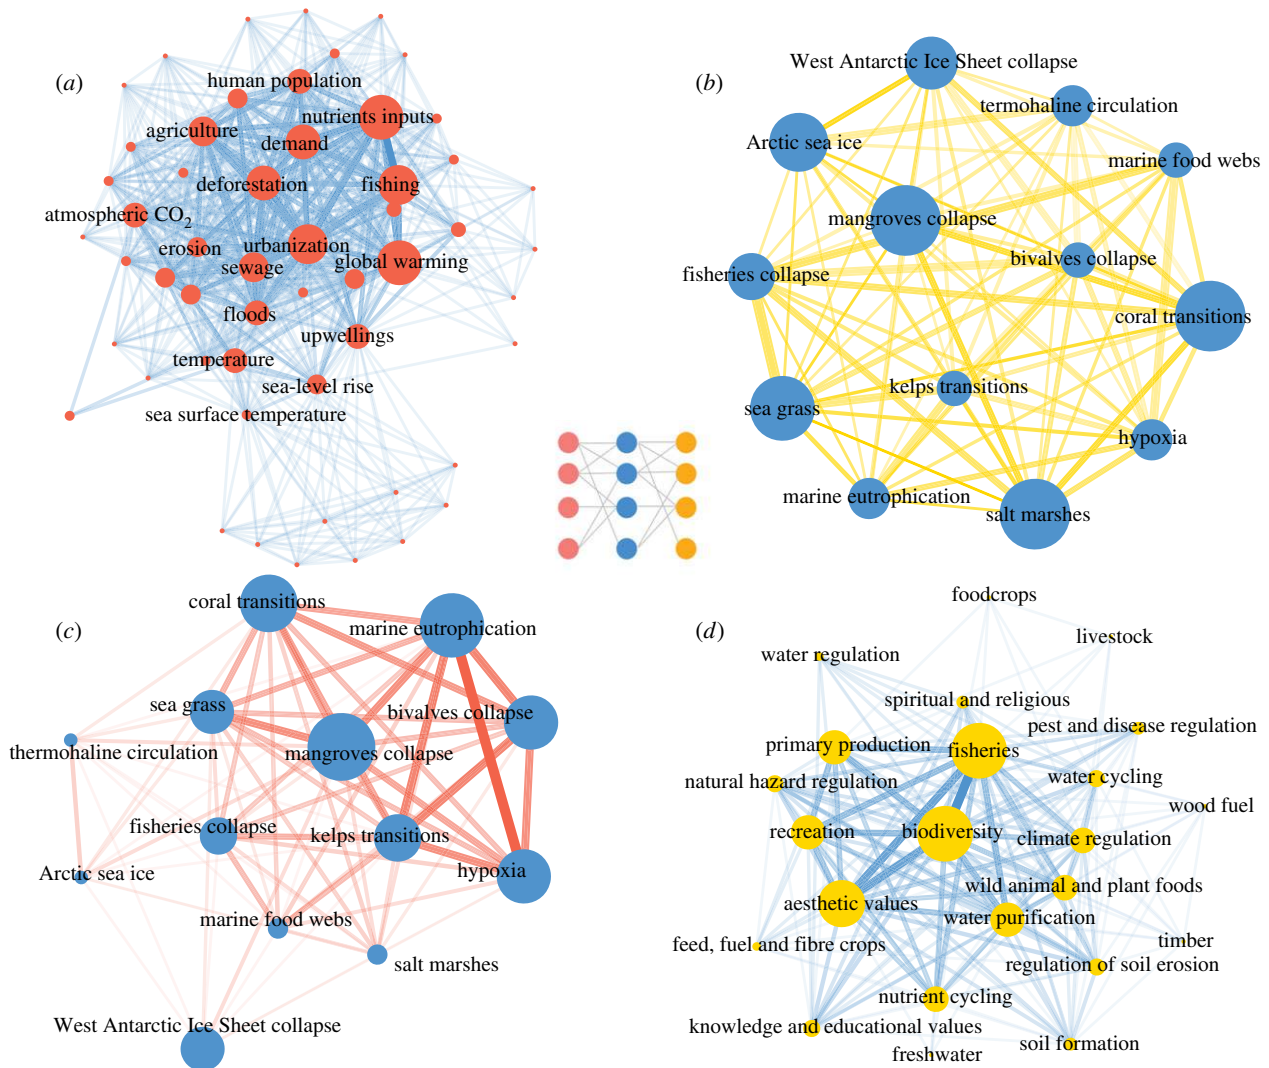 (a)
human population
nutrients inputs
agriculture
demand
deforestation
fishing
atmospheric CO2
erosion
urbanization
sewage
global warming
floods
upwellings
temperature
sea-level rise
sea surface temperature
(b)
West Antarctic Ice Sheet collapse
termohaline circulation
Arctic sea ice
marine food webs
mangroves collapse
bivalves collapse
fisheries collapse
coral transitions
kelps transitions
sea grass
hypoxia
marine eutrophication
salt marshes
(c)
coral transitions
marine eutrophication
sea grass
bivalves collapse
thermohaline circulation
mangroves collapse
fisheries collapse
kelps transitions
Arctic sea ice
hypoxia
marine food webs
salt marshes
West Antarctic Ice Sheet collapse
(d)
foodcrops
livestock
water regulation
spiritual and religious
pest and disease regulation
primary production
fisheries
natural hazard regulation
water cycling
wood fuel
recreation
biodiversity
climate regulation
wild animal and plant foods
aesthetic values
water purification
feed, fuel and fibre crops
timber
regulation of soil erosion
nutrient cycling
knowledge and educational values
soil formation
freshwater